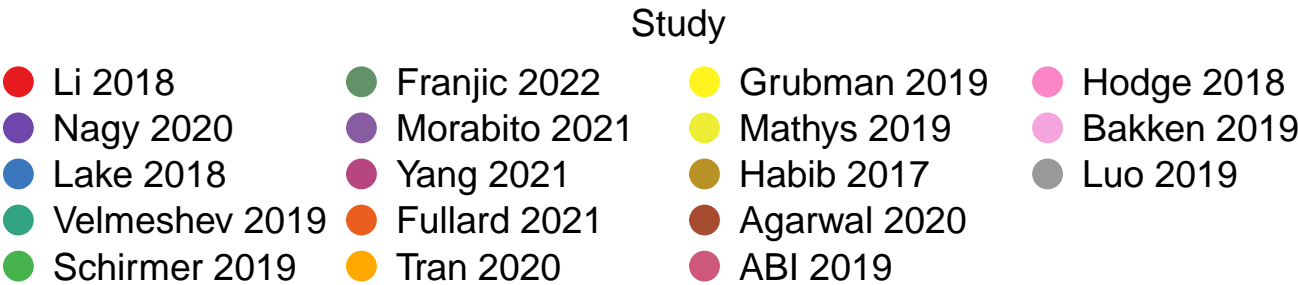 Study
Li 2018
Nagy 2020
Lake 2018
Velmeshev 2019
Schirmer 2019
Franjic 2022
Morabito 2021
Yang 2021
Fullard 2021
Tran 2020
Grubman 2019
Mathys 2019
Habib 2017
Agarwal 2020
ABI 2019
Hodge 2018
Bakken 2019
Luo 2019